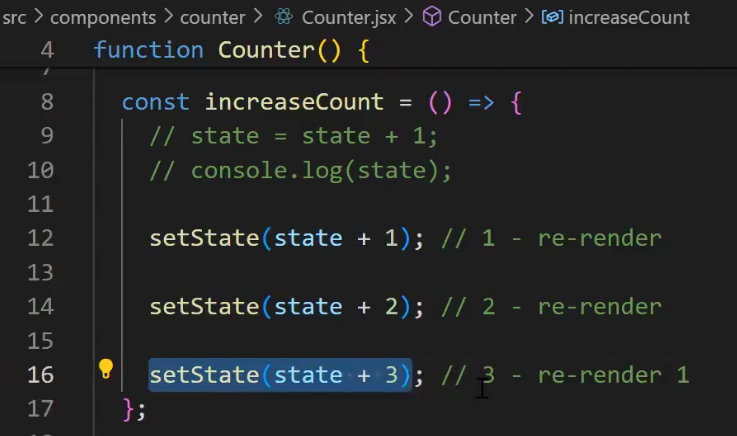 src > components > counter > Counter.jsx > Counter > increaseCount
4 function Counter() {
8 const increaseCount = () => {
9 // state = state + 1;
10 // console.log(state);
11
12 setState(state + 1); // 1 - re-render
13
14 setState(state + 2); // 2 - re-render
15
16 setState(state + 3); // 3 - re-render 1
17 };